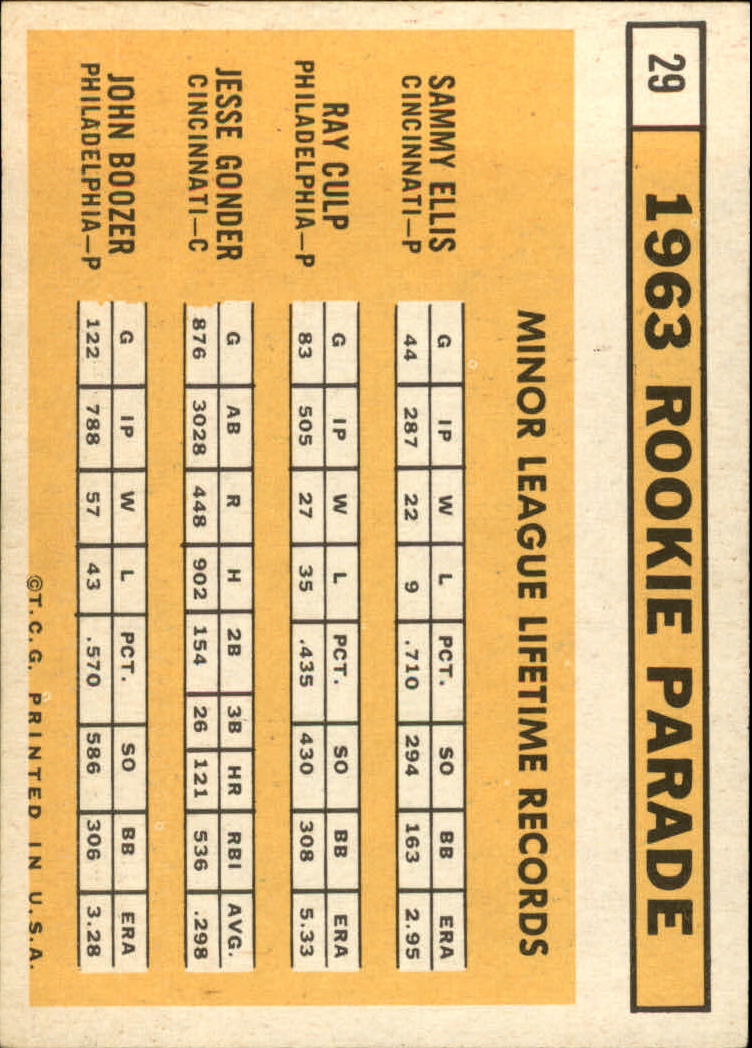 29 1963 ROOKIE PARADE
MINOR LEAGUE LIFETIME RECORDS
SAMMY ELLIS
CINCINNATI—P
G IP W L PCT. SO BB ERA
44 287 22 9 .710 294 163 2.95
RAY CULP
PHILADELPHIA—P
G IP W L PCT. SO BB ERA
83 505 27 35 .435 430 308 5.33
JESSE GONDER
CINCINNATI—C
G AB R H 2B 3B HR RBI AVG.
876 3028 448 902 154 26 121 536 .298
JOHN BOOZER
PHILADELPHIA—P
G IP W L PCT. SO BB ERA
122 788 57 43 .570 586 306 3.28
©T.C.G. PRINTED IN U.S.A.